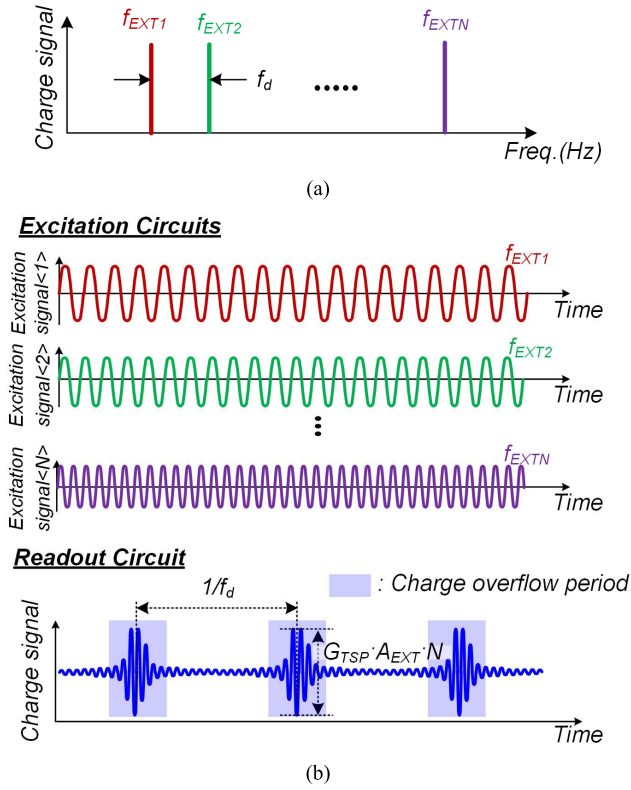 Charge signal
fEXT1
fEXT2
fEXTN
fd
Freq.(Hz)
(a)
Excitation Circuits
Excitation signal<1>
fEXT1
Time
Excitation signal<2>
fEXT2
Time
Excitation signal<N>
fEXTN
Time
Readout Circuit
1/fd
: Charge overflow period
Charge signal
GTSP·AEXT·N
Time
(b)